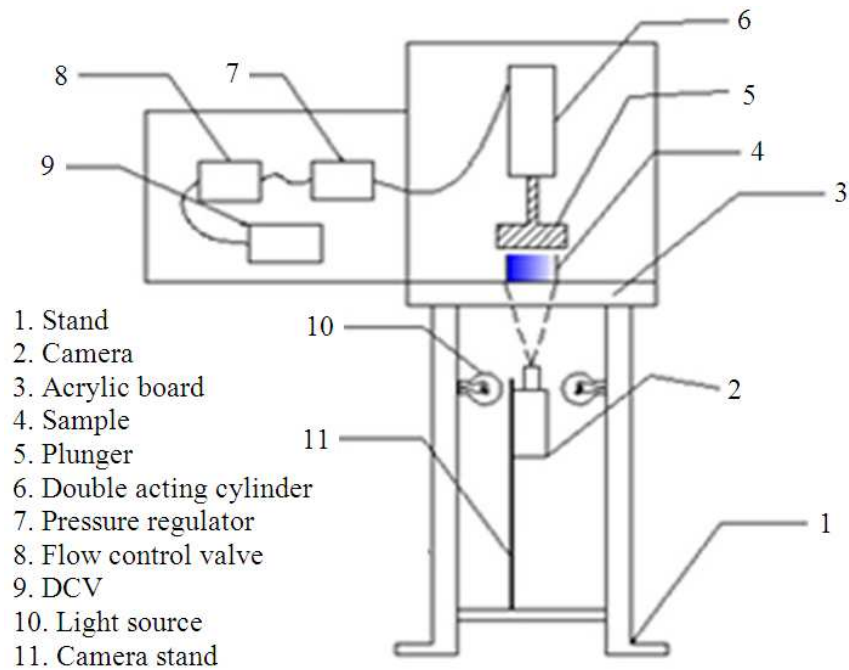 6
8
7
5
9
4
3
1. Stand
2. Camera
3. Acrylic board
4. Sample
5. Plunger
6. Double acting cylinder
7. Pressure regulator
8. Flow control valve
9. DCV
10. Light source
11. Camera stand
10
2
11
1